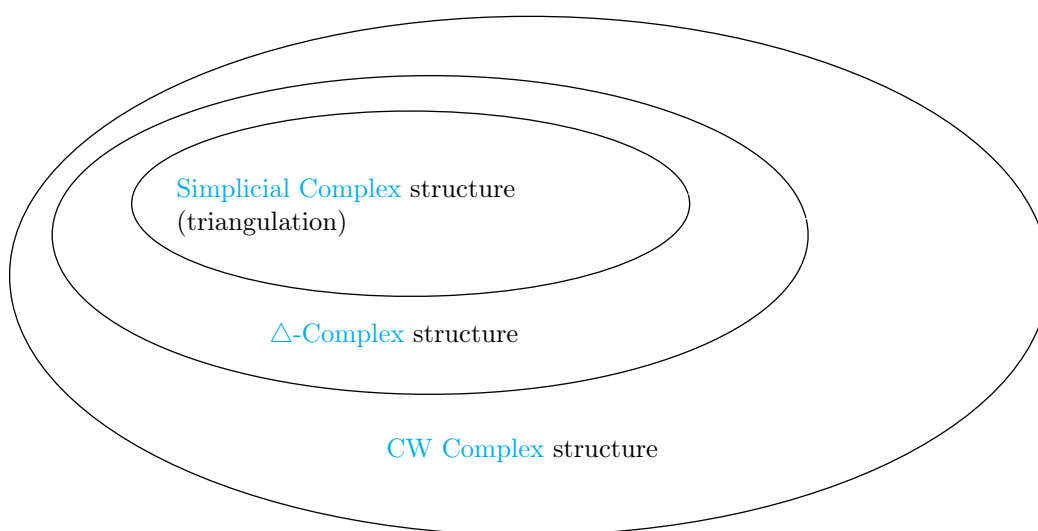 Simplicial Complex structure
(triangulation)
△-Complex structure
CW Complex structure